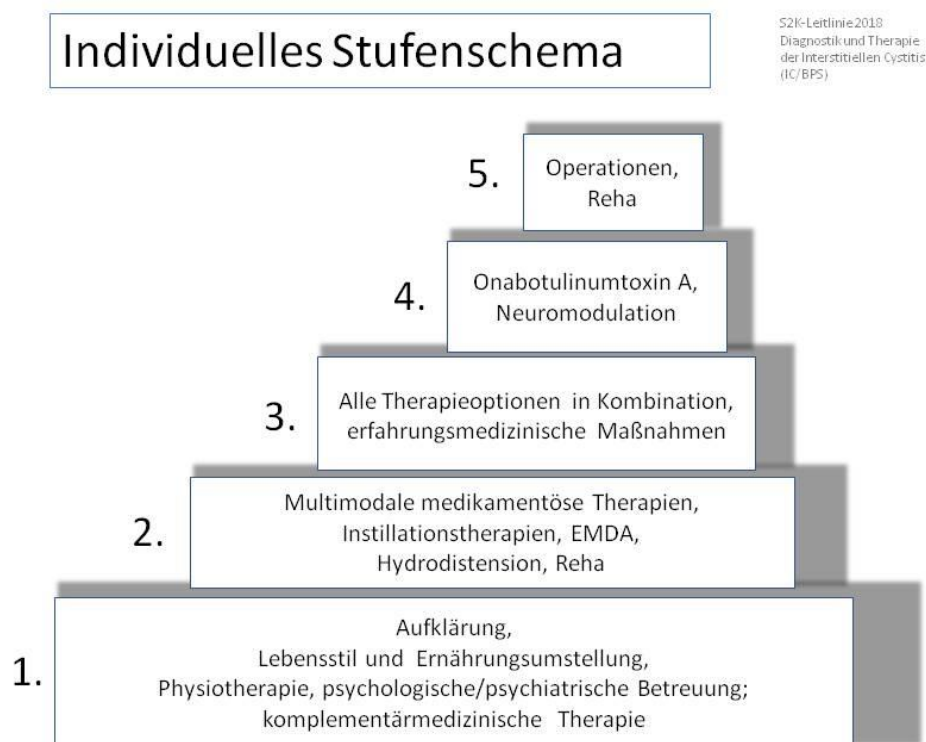 Individuelles Stufenschema
S2K-Leitlinie 2018
Diagnostik und Therapie
der Interstitiellen Cystitis
(IC/BPS)
5.
Operationen,
Reha
4.
Onabotulinumtoxin A,
Neuromodulation
3.
Alle Therapieoptionen in Kombination,
erfahrungsmedizinische Maßnahmen
2.
Multimodale medikamentöse Therapien,
Instillationstherapien, EMDA,
Hydrodistension, Reha
1.
Aufklärung,
Lebensstil und Ernährungsumstellung,
Physiotherapie, psychologische/psychiatrische Betreuung;
komplementärmedizinische Therapie